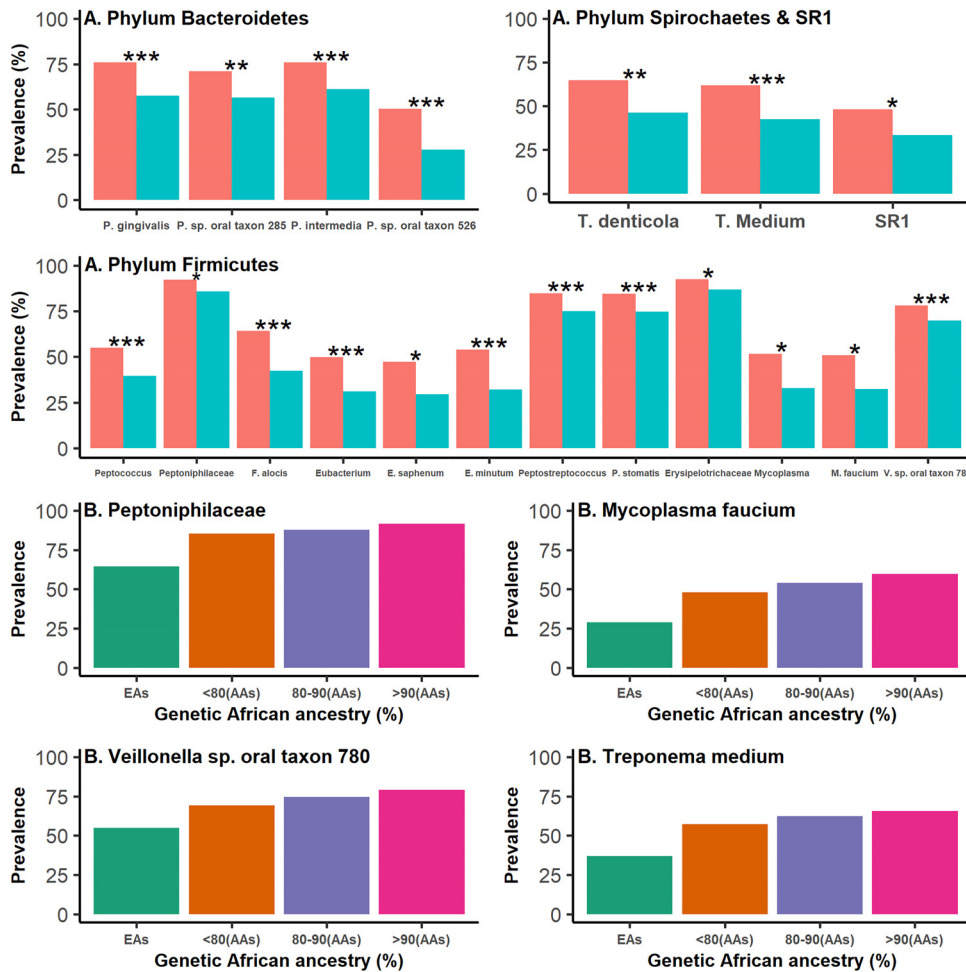 A. Phylum Bacteroidetes
Prevalence (%)
100
75
50
25
0
***
**
***
***
P. gingivalis P. sp. oral taxon 285 P. intermedia P. sp. oral taxon 526
A. Phylum Spirochaetes & SR1
100
75
50
25
0
**
***
*
T. denticola T. Medium SR1
A. Phylum Firmicutes
Prevalence (%)
100
75
50
25
0
***
*
***
***
*
***
***
***
*
*
*
***
Peptococcus Peptoniphilaceae F. alocis Eubacterium E. saphenum E. minutum Peptostreptococcus P. stomatis Erysipelotrichaceae Mycoplasma M. faucium V. sp. oral taxon 78
B. Peptoniphilaceae
Prevalence
100
75
50
25
0
EAs <80(AAs) 80-90(AAs) >90(AAs)
Genetic African ancestry (%)
B. Mycoplasma faucium
Prevalence
100
75
50
25
0
EAs <80(AAs) 80-90(AAs) >90(AAs)
Genetic African ancestry (%)
B. Veillonella sp. oral taxon 780
Prevalence
100
75
50
25
0
EAs <80(AAs) 80-90(AAs) >90(AAs)
Genetic African ancestry (%)
B. Treponema medium
Prevalence
100
75
50
25
0
EAs <80(AAs) 80-90(AAs) >90(AAs)
Genetic African ancestry (%)